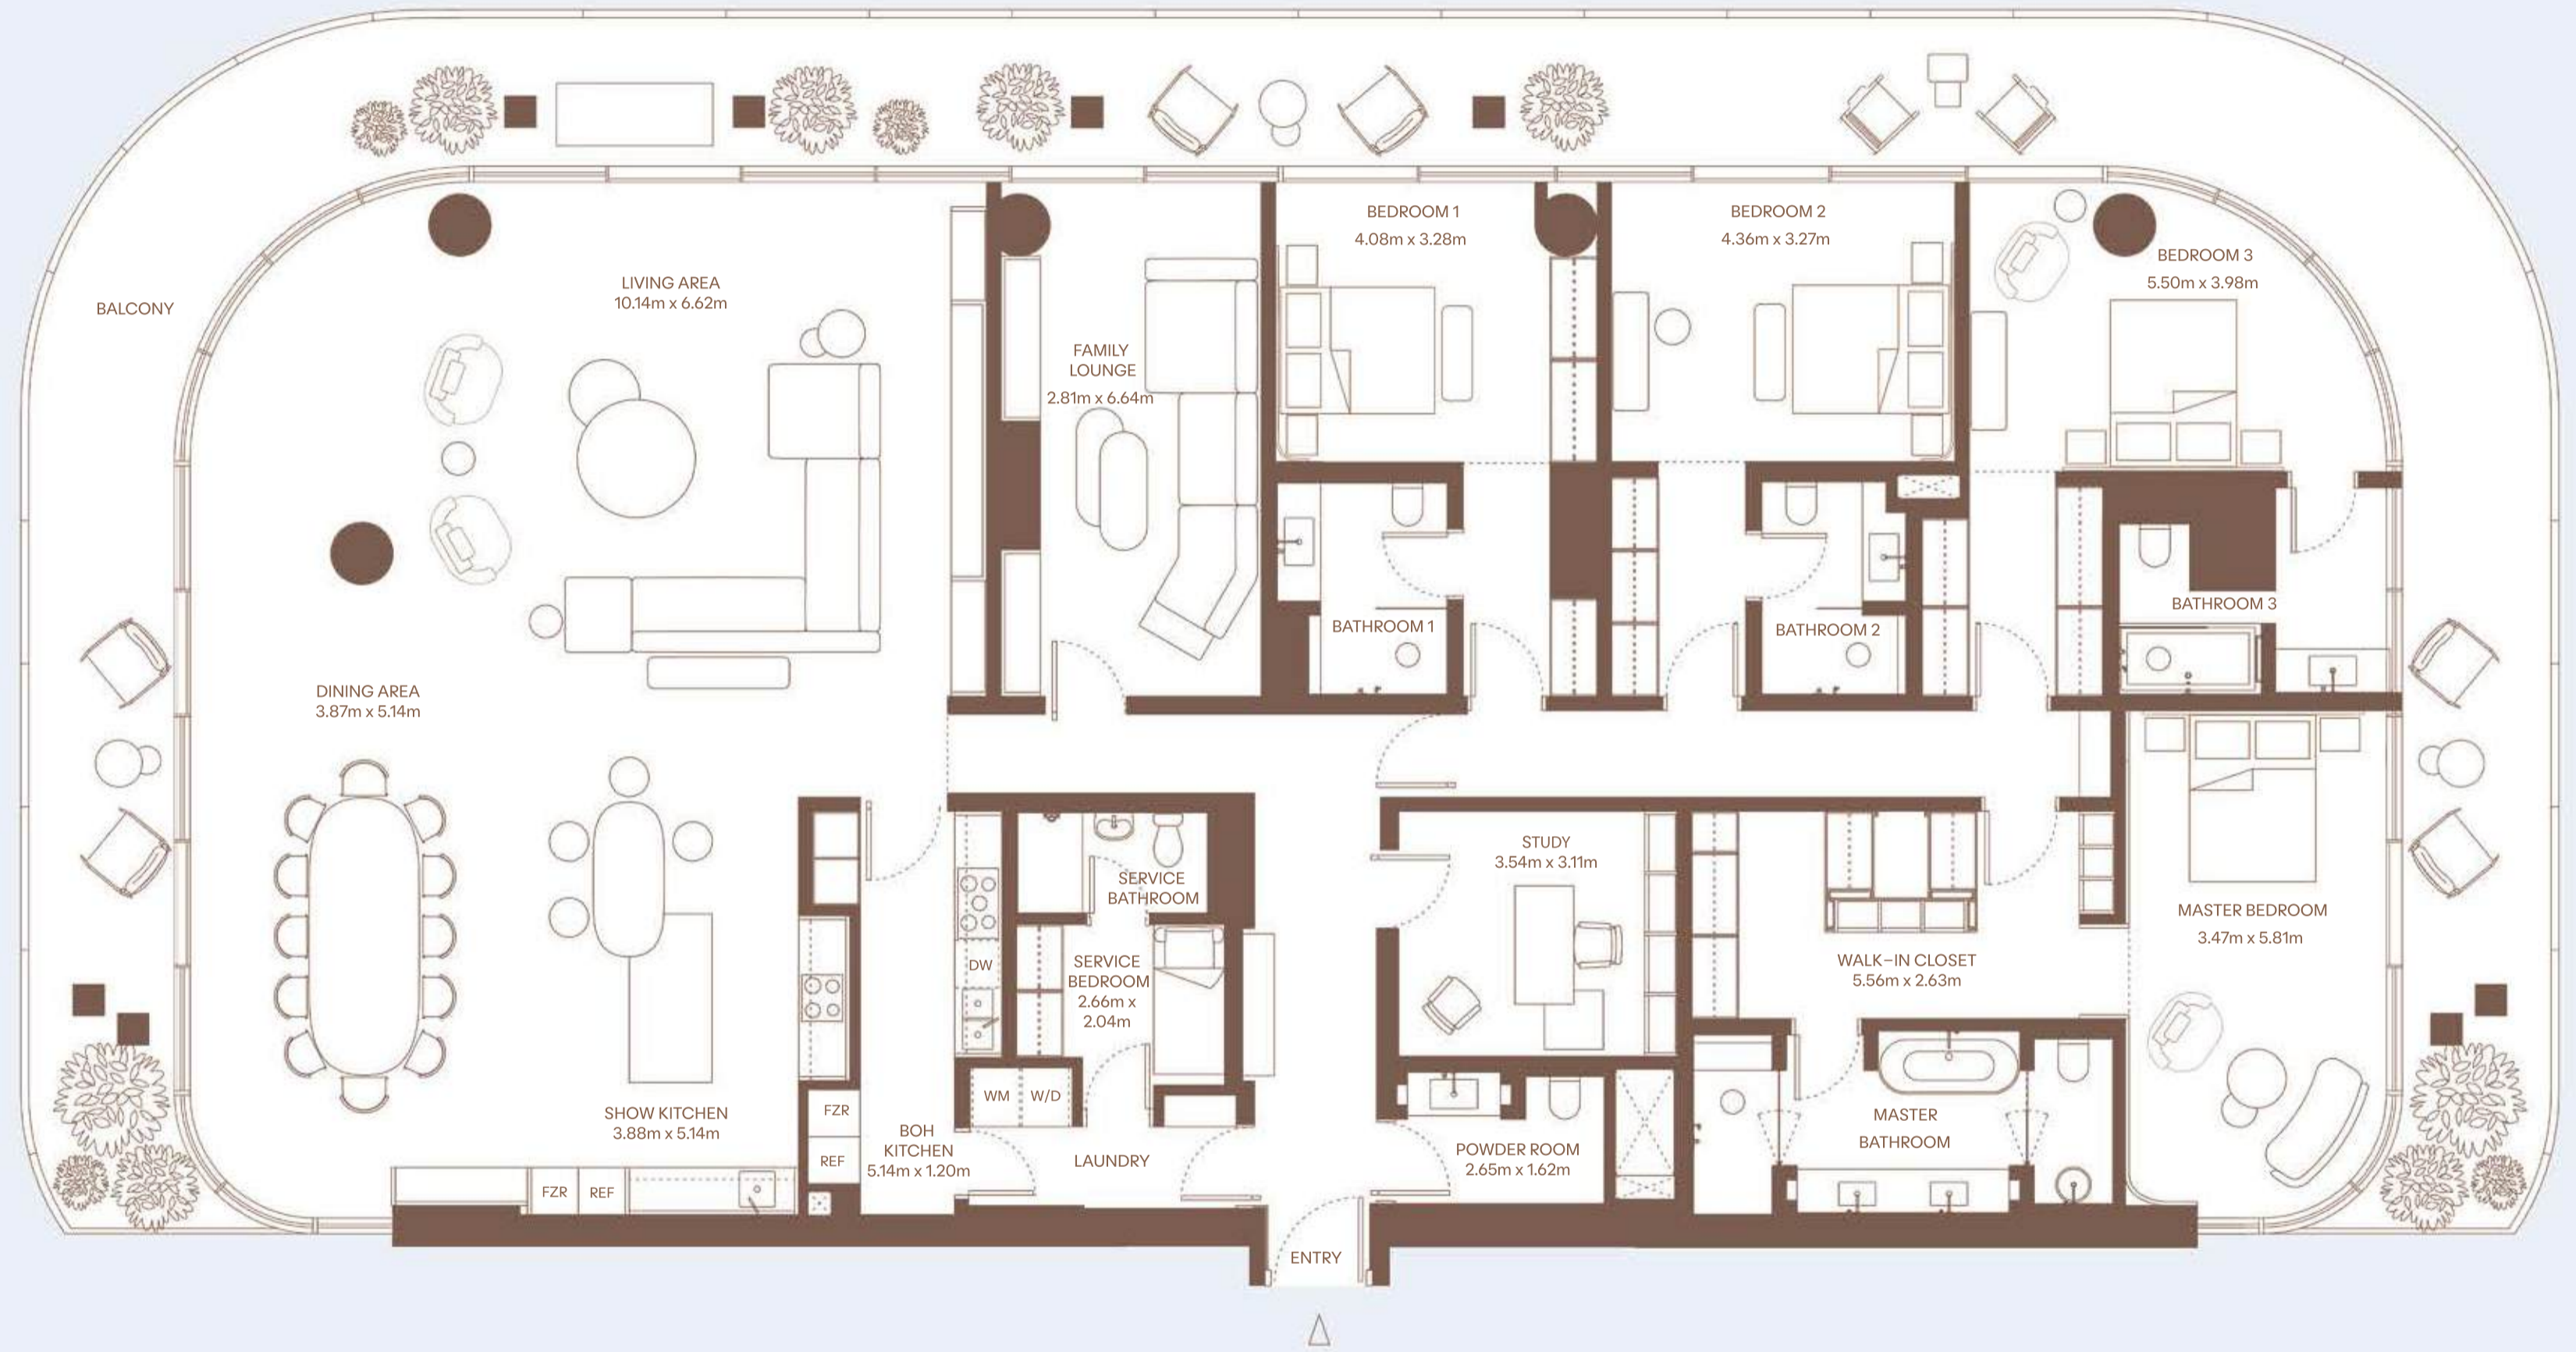 BALCONY
LIVING AREA
10.14m x 6.62m
FAMILY
LOUNGE
2.81m x 6.64m
BEDROOM 1
4.08m x 3.28m
BEDROOM 2
4.36m x 3.27m
BEDROOM 3
5.50m x 3.98m
BATHROOM 1
BATHROOM 2
BATHROOM 3
DINING AREA
3.87m x 5.14m
SHOW KITCHEN
3.88m x 5.14m
FZR
REF
FZR
REF
BOH
KITCHEN
5.14m x 1.20m
DW
SERVICE
BATHROOM
SERVICE
BEDROOM
2.66m x
2.04m
WM
W/D
LAUNDRY
STUDY
3.54m x 3.11m
POWDER ROOM
2.65m x 1.62m
WALK-IN CLOSET
5.56m x 2.63m
MASTER
BATHROOM
MASTER BEDROOM
3.47m x 5.81m
ENTRY